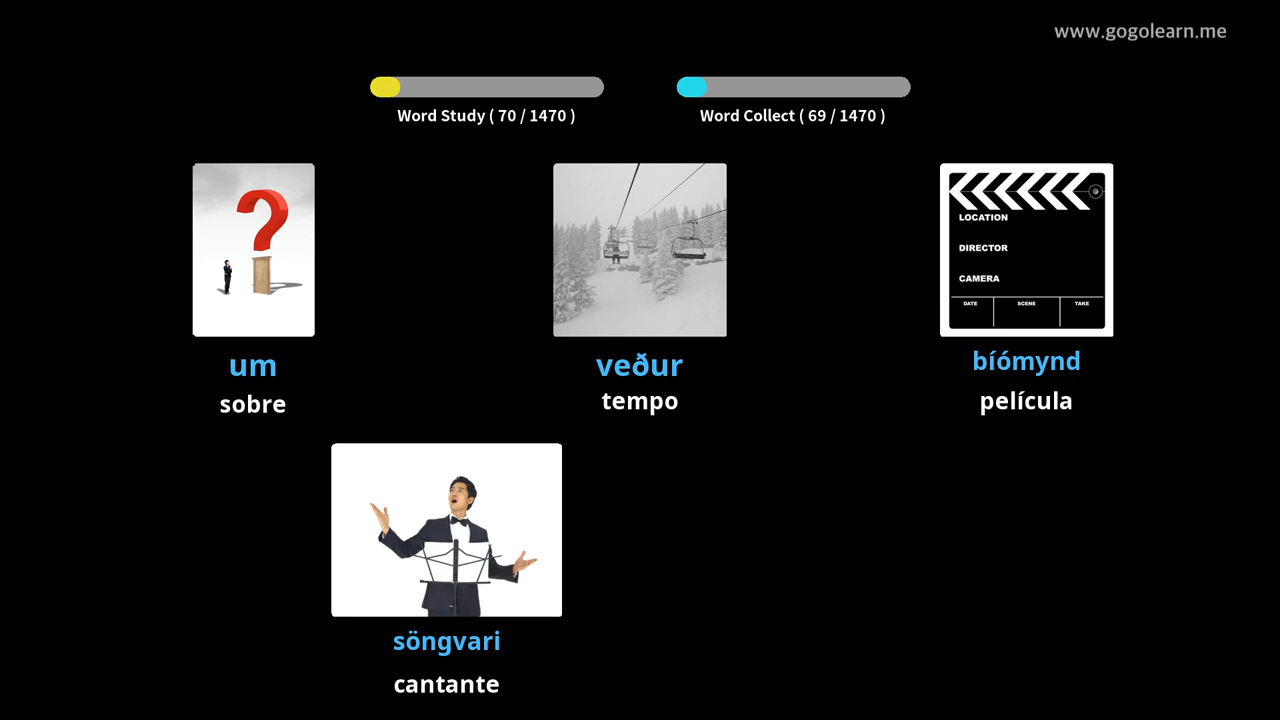 www.gogolearn.me
Word Study ( 70 / 1470 )
Word Collect ( 69 / 1470 )
LOCATION
DIRECTOR
CAMERA
DATE
SCENE
TAKE
um
sobre
veður
tempo
bíómynd
película
söngvari
cantante